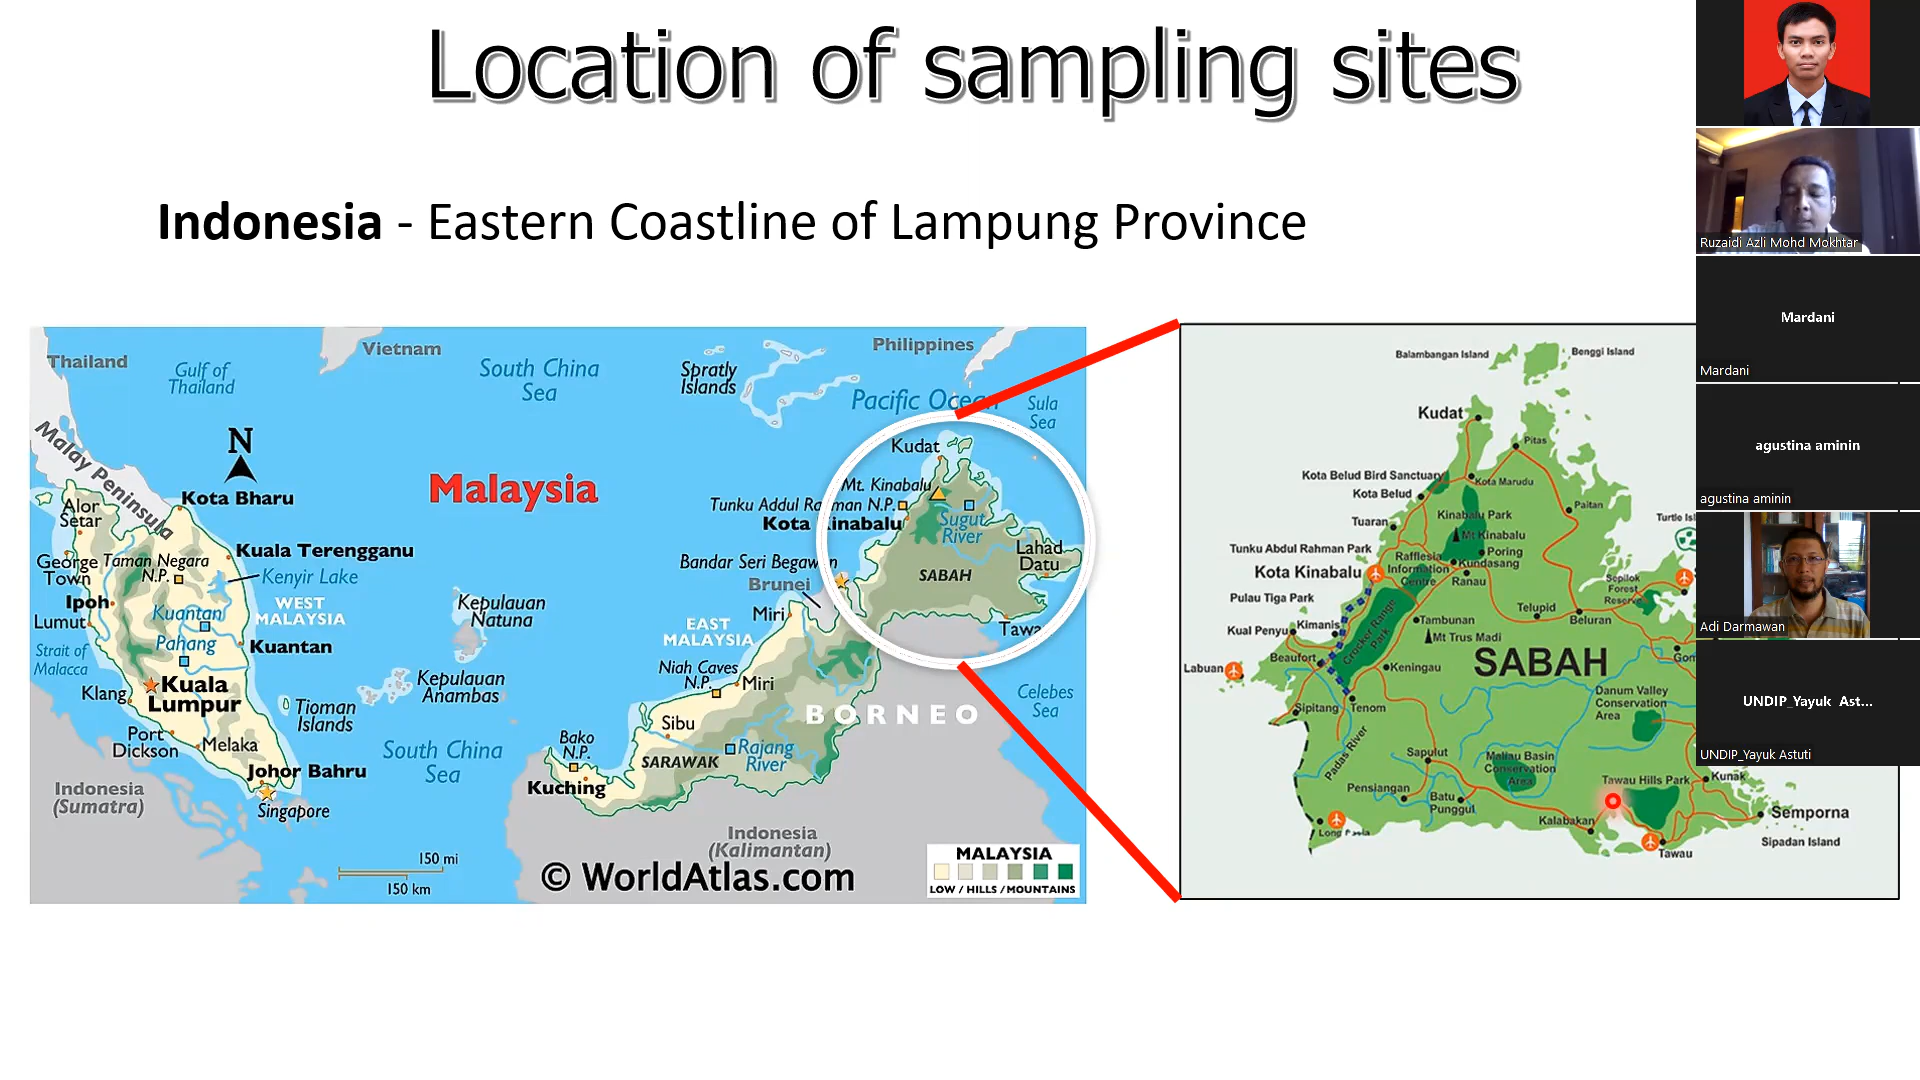 Location of sampling sites
Indonesia - Eastern Coastline of Lampung Province
Thailand
Gulf of
Thailand
Vietnam
South China
Sea
Spratly
Islands
Philippines
Pacific Ocean
Sula
Sea
Malay Peninsula
N
Kota Bharu
Malaysia
Alor
Setar
George
Town
Taman Negara
N.P.
Kuala Terengganu
Kenyir Lake
Ipoh
Lumut
Kuantan
WEST
MALAYSIA
Pahang
Kuantan
Strait of
Malacca
Klang
Kuala
Lumpur
Port
Dickson
Melaka
Johor Bahru
Singapore
Indonesia
(Sumatra)
Tioman
Islands
Kepulauan
Natuna
Kepulauan
Anambas
South China
Sea
150 mi
150 km
Kudat
Mt. Kinabalu
Tunku Addul Rahman N.P.
Kota Kinabalu
Sugut
River
Bandar Seri Begawan
Brunei
Lahad
Datu
SABAH
Miri
EAST
MALAYSIA
Tawau
Niah Caves
N.P.
Miri
Celebes
Sea
BORNEO
Sibu
Bako
N.P.
SARAWAK
Rajang
River
Kuching
Indonesia
(Kalimantan)
© WorldAtlas.com
MALAYSIA
LOW / HILLS / MOUNTAINS
Balambangan Island
Benggi Island
Kudat
Pitas
Kota Belud Bird Sanctuary
Kota Marudu
Kota Belud
Paitan
Kinabalu Park
Tuaran
Mt Kinabalu
Turtle Isl
Tunku Abdul Rahman Park
Poring
Rafflesia
Information
Centre
Kundasang
Kota Kinabalu
Ranau
Sepilok
Forest
Reserve
Pulau Tiga Park
Telupid
Beluran
Kimanis
Tambunan
Kual Penyu
Mt Trus Madi
Crocker Range
Park
Beaufort
SABAH
Gom
Labuan
Keningau
Danum Valley
Conservation
Area
Sipitang
Tenom
Padas River
Sapulut
Maliau Basin
Conservation
Area
Tawau Hills Park
Kunak
Pensiangan
Batu
Punggul
Kalabakan
Semporna
Long
Tawau
Sipadan Island
Ruzaidi Azli Mohd Mokhtar
Mardani
Mardani
agustina aminin
agustina aminin
Adi Darmawan
UNDIP_Yayuk Ast...
UNDIP_Yayuk Astuti